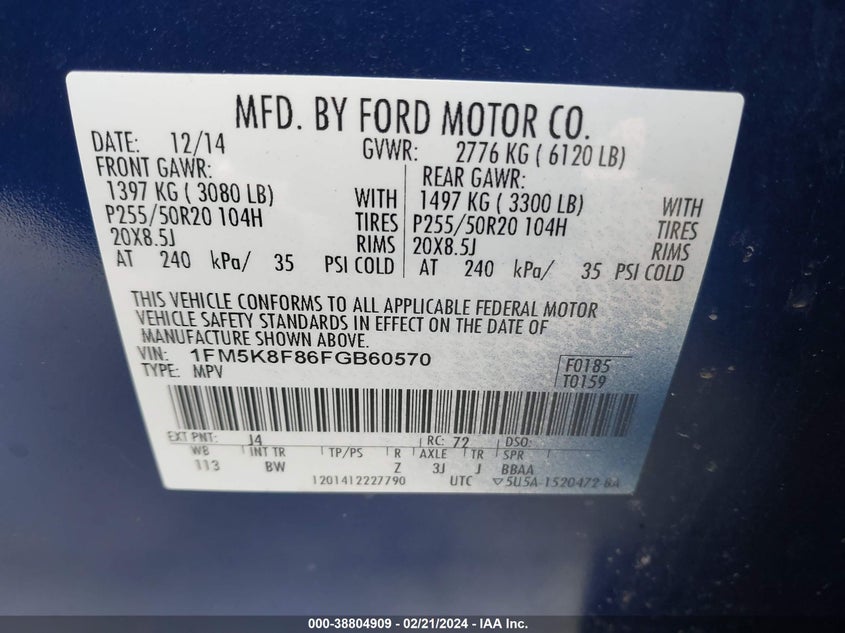 MFD. BY FORD MOTOR CO.
DATE: 12/14 GVWR: 2776 KG ( 6120 LB)
FRONT GAWR: REAR GAWR:
1397 KG ( 3080 LB) WITH 1497 KG ( 3300 LB) WITH
P255/50R20 104H TIRES P255/50R20 104H TIRES
20X8.5J RIMS 20X8.5J RIMS
AT 240 kPa/ 35 PSI COLD AT 240 kPa/ 35 PSI COLD
THIS VEHICLE CONFORMS TO ALL APPLICABLE FEDERAL MOTOR
VEHICLE SAFETY STANDARDS IN EFFECT ON THE DATE OF
MANUFACTURE SHOWN ABOVE.
VIN: 1FM5K8F86FGB60570 F0185
TYPE: MPV T0159
EXT PNT: J4 RC: 72 DSO:
WB INT TR TP/PS R AXLE TR SPR
113 BW Z 3J J BBAA
1201412227790 UTC ▽5U5A-1520472-BA
000-38804909 - 02/21/2024 - IAA Inc.